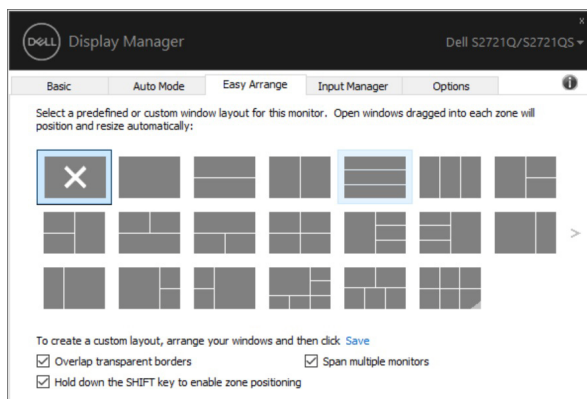 x
DELL Display Manager Dell S2721Q/S2721QS
Basic Auto Mode Easy Arrange Input Manager Options i
Select a predefined or custom window layout for this monitor. Open windows dragged into each zone will
position and resize automatically:
>
To create a custom layout, arrange your windows and then click Save
Overlap transparent borders Span multiple monitors
Hold down the SHIFT key to enable zone positioning